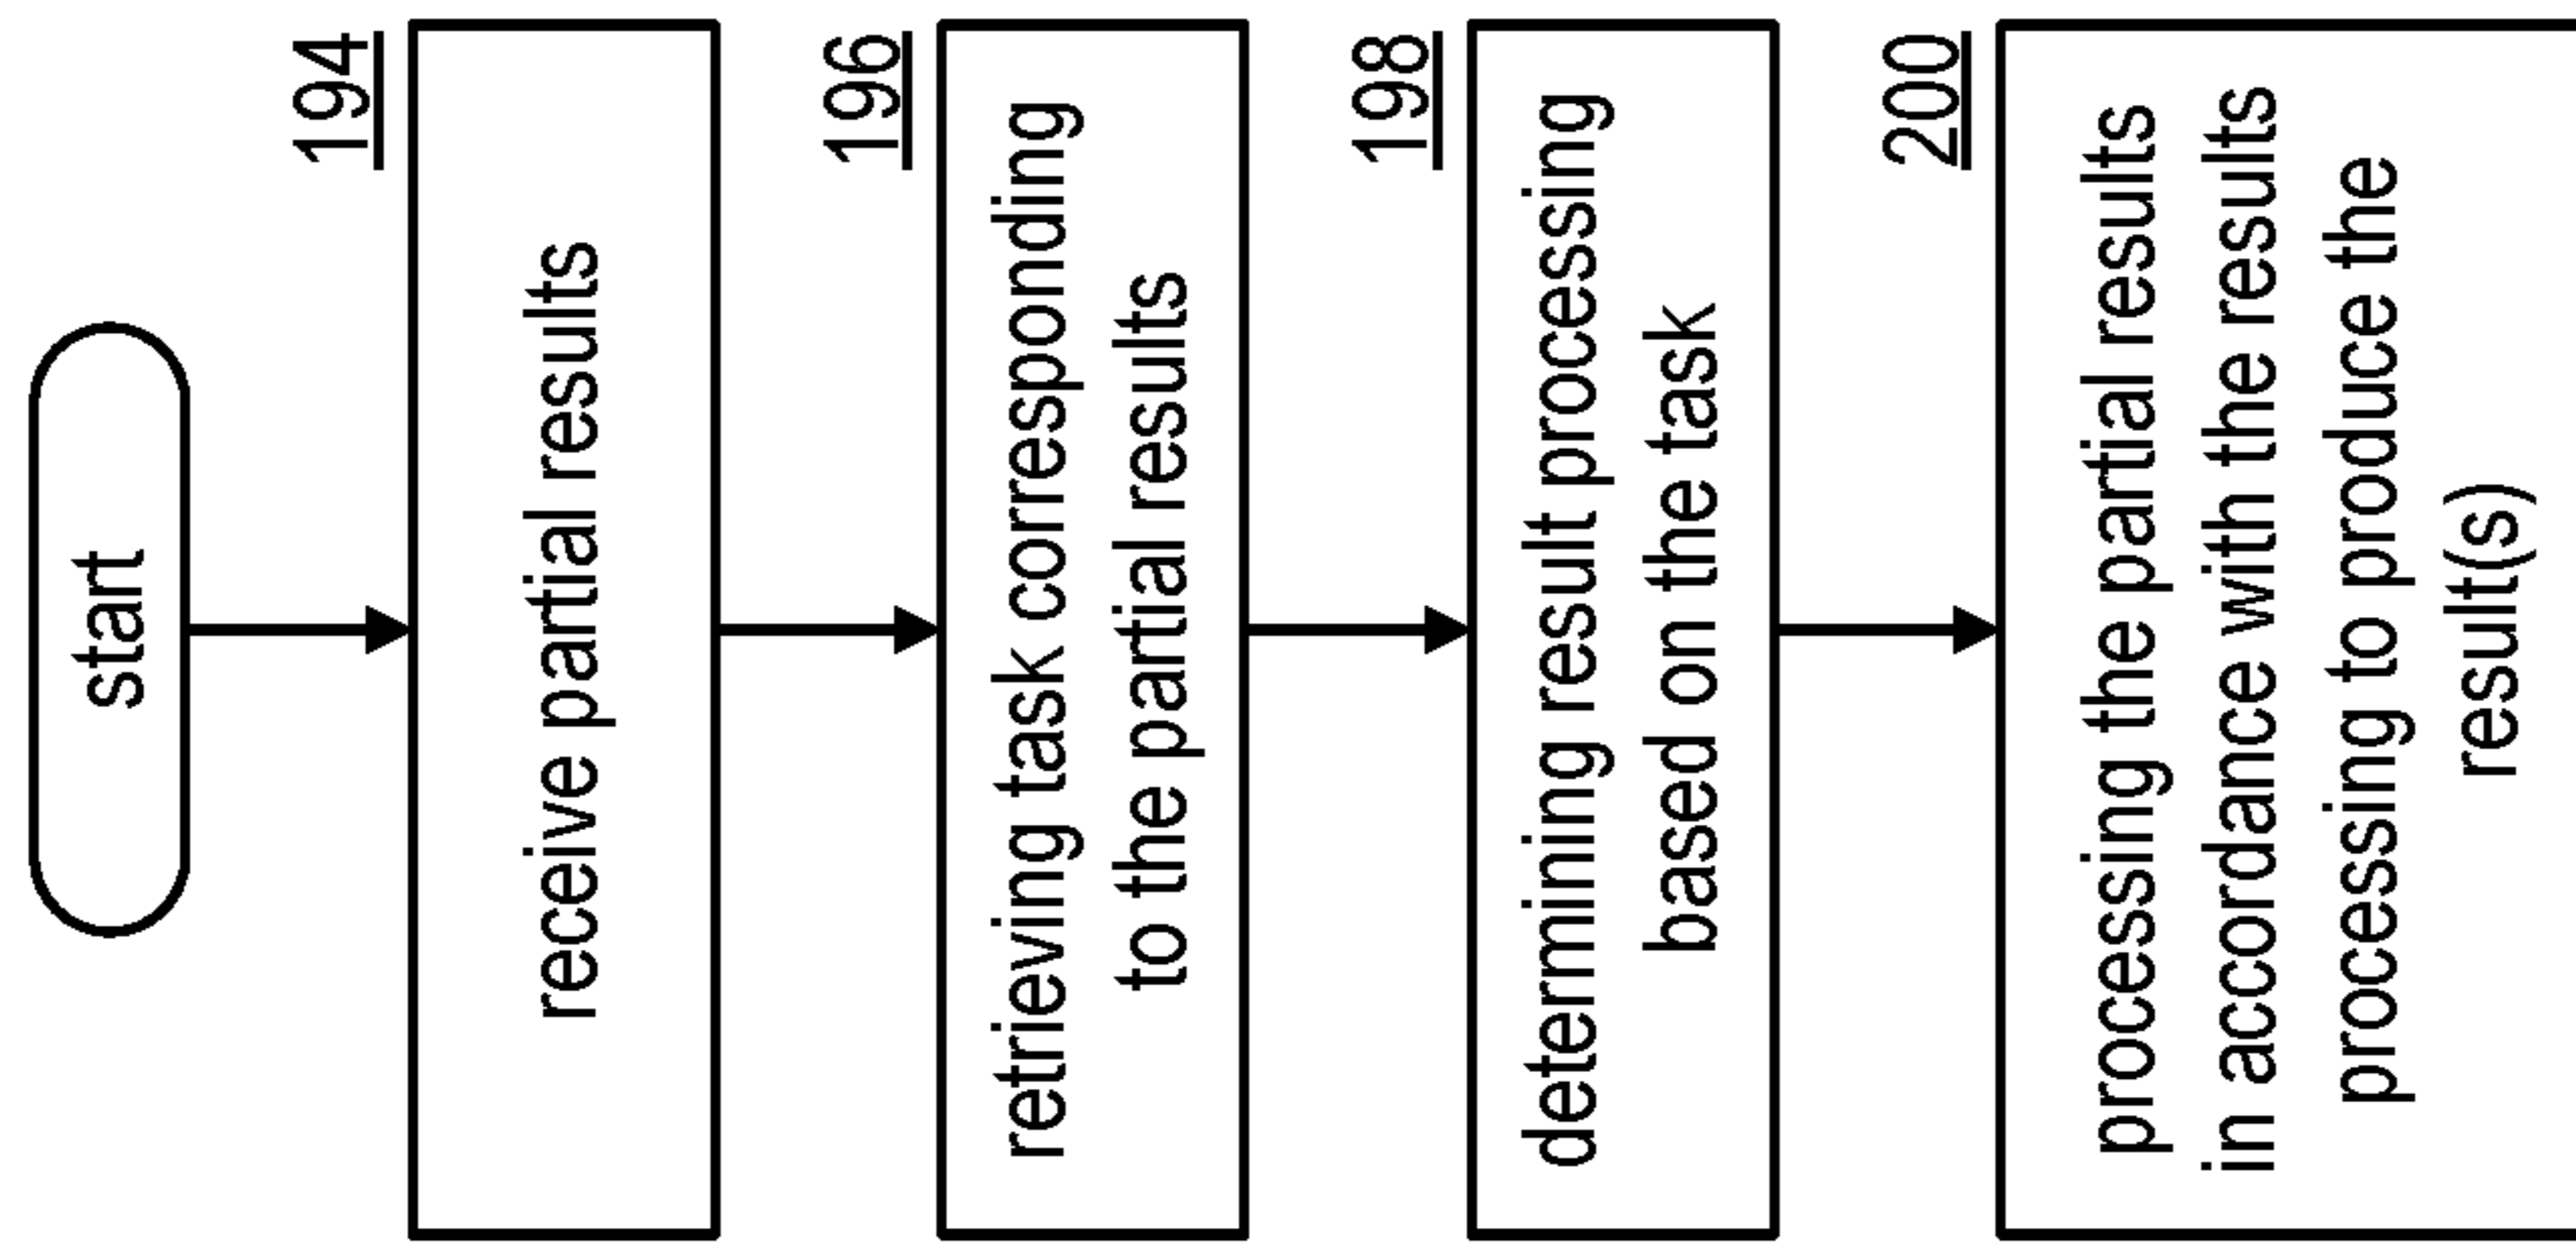 start
194
receive partial results
196
retrieving task corresponding
to the partial results
198
determining result processing
based on the task
200
processing the partial results
in accordance with the results
processing to produce the
result(s)